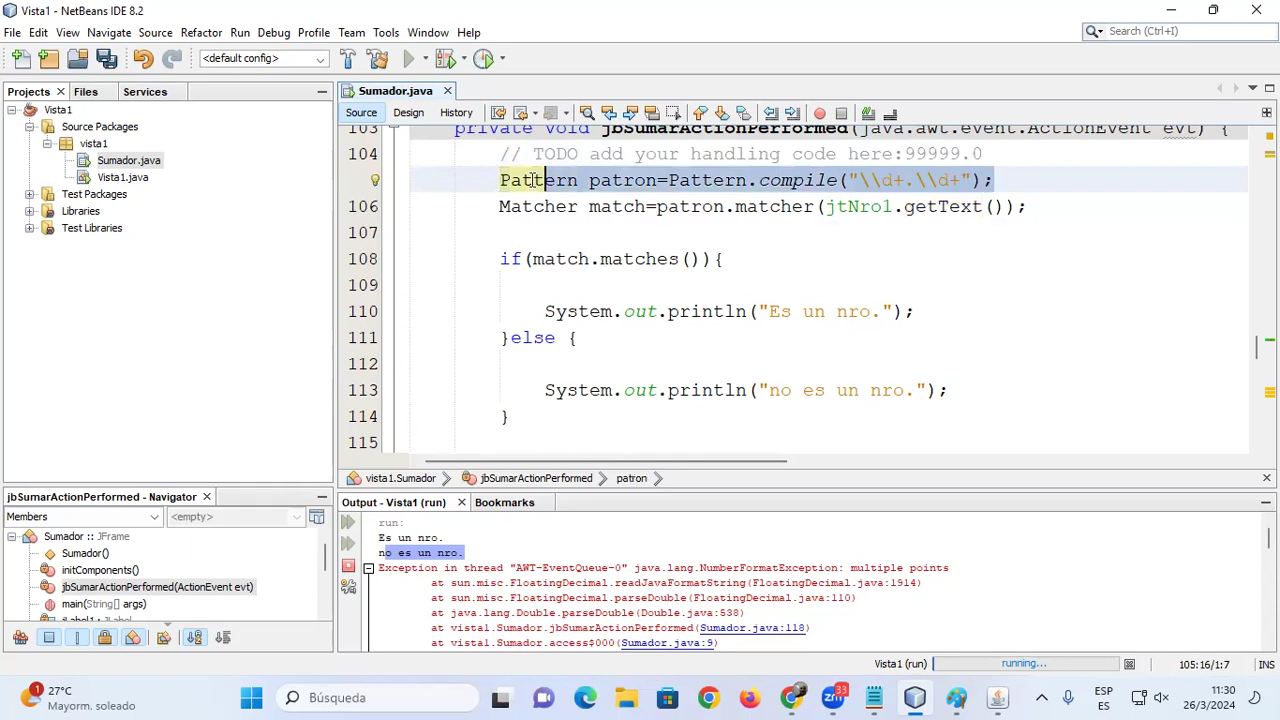 Vista1 - NetBeans IDE 8.2
File Edit View Navigate Source Refactor Run Debug Profile Team Tools Window Help
Search (Ctrl+I)
<default config>
Projects Files Services
Sumador.java
Vista1
Source Packages
vista1
Sumador.java
Vista1.java
Test Packages
Libraries
Test Libraries
Source Design History
103 private void jbSumarActionPerformed(java.awt.event.ActionEvent evt) {
104 // TODO add your handling code here:99999.0
Pattern patron=Pattern.compile("\\d+.\\d+");
106 Matcher match=patron.matcher(jtNro1.getText());
107
108 if(match.matches()){
109
110 System.out.println("Es un nro.");
111 }else {
112
113 System.out.println("no es un nro.");
114 }
115
vista1.Sumador jbSumarActionPerformed patron
jbSumarActionPerformed - Navigator
Members <empty>
Sumador :: JFrame
Sumador()
initComponents()
jbSumarActionPerformed(ActionEvent evt)
main(String[] args)
jLabel1 : JLabel
Output - Vista1 (run) Bookmarks
run:
Es un nro.
no es un nro.
Exception in thread "AWT-EventQueue-0" java.lang.NumberFormatException: multiple points
at sun.misc.FloatingDecimal.readJavaFormatString(FloatingDecimal.java:1914)
at sun.misc.FloatingDecimal.parseDouble(FloatingDecimal.java:110)
at java.lang.Double.parseDouble(Double.java:538)
at vista1.Sumador.jbSumarActionPerformed(Sumador.java:118)
at vista1.Sumador.access$000(Sumador.java:9)
Vista1 (run) running... 105:16/1:7 INS
27°C
Mayorm. soleado
Búsqueda
33
1
ESP
ES
11:30
26/3/2024